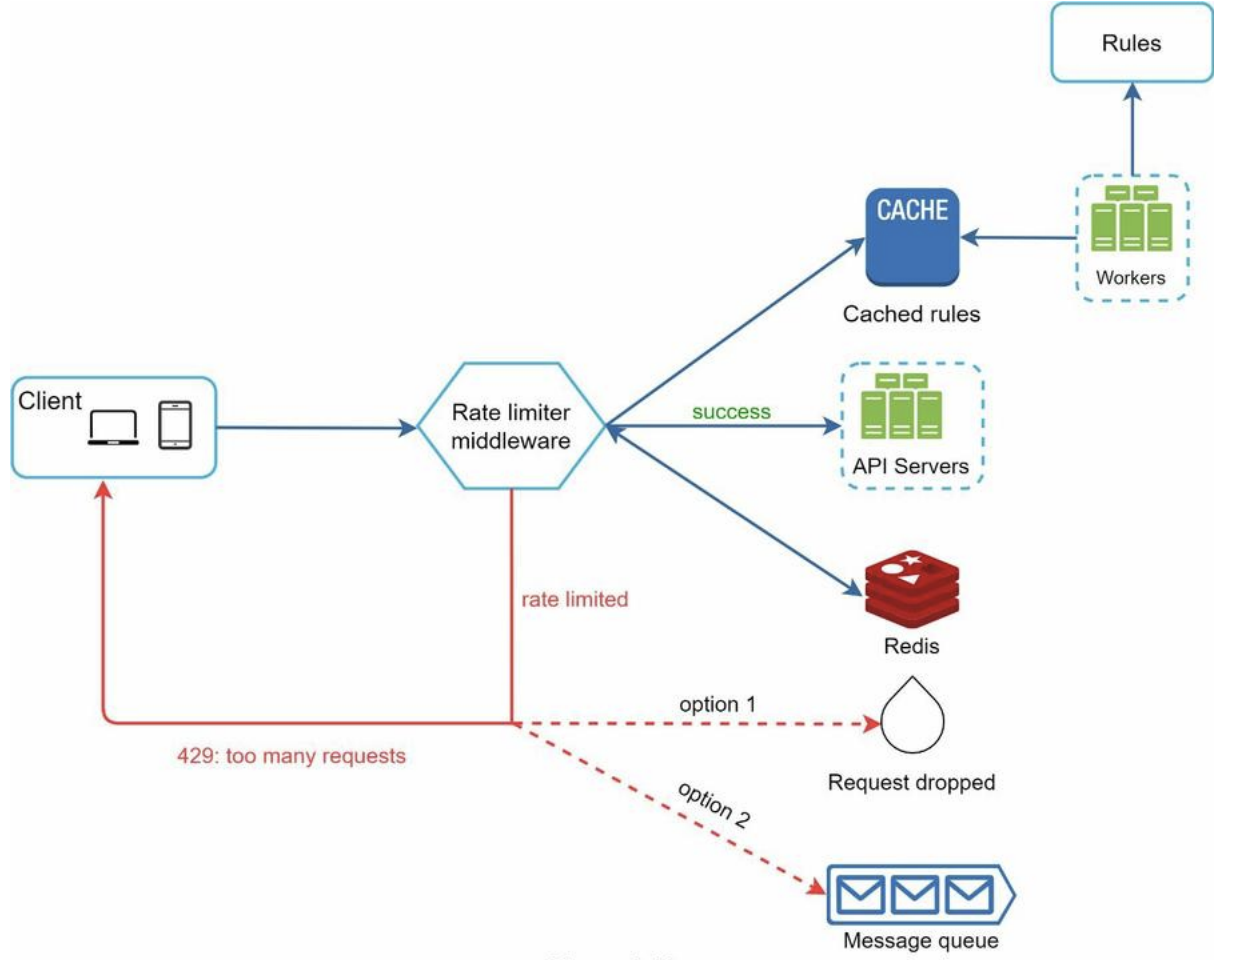 Rules
CACHE
Workers
Cached rules
Client
Rate limiter
middleware
success
API Servers
rate limited
Redis
option 1
429: too many requests
Request dropped
option 2
Message queue